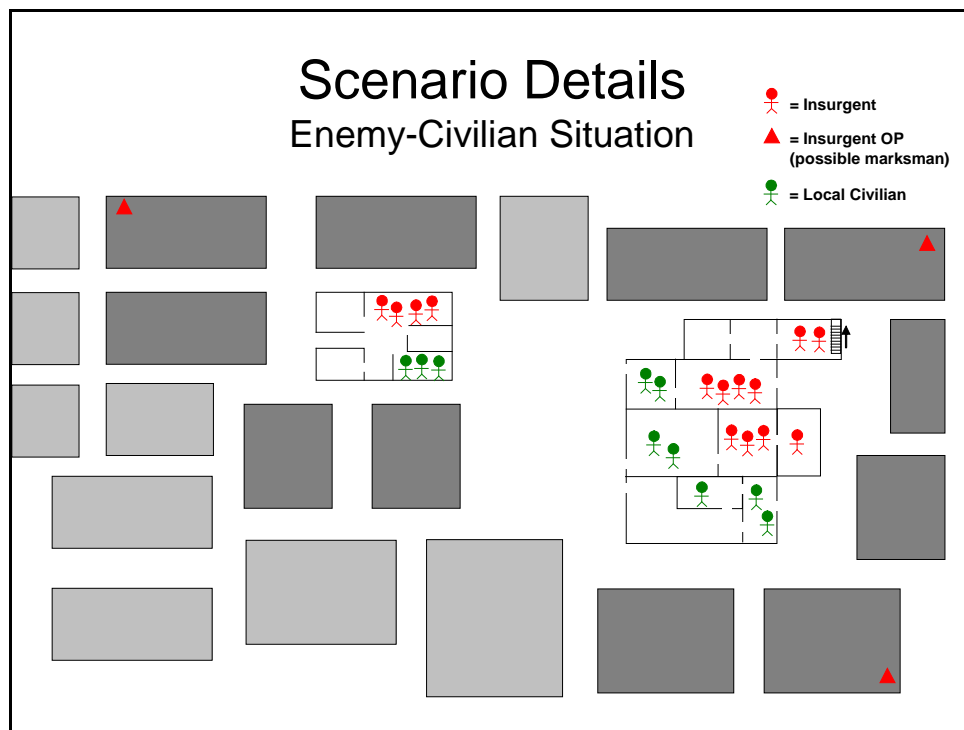 Scenario Details
Enemy-Civilian Situation
= Insurgent
= Insurgent OP
(possible marksman)
= Local Civilian